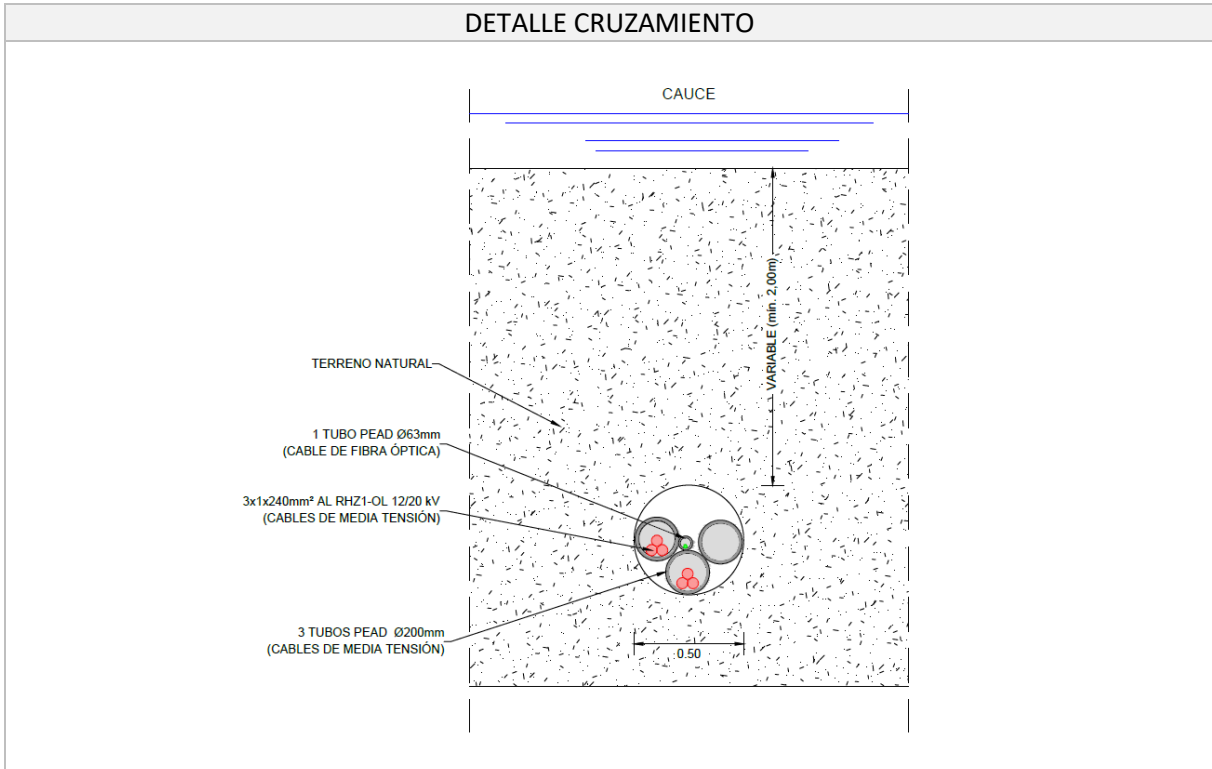 DETALLE CRUZAMIENTO
CAUCE
VARIABLE (min. 2,00m)
TERRENO NATURAL
1 TUBO PEAD Ø63mm
(CABLE DE FIBRA ÓPTICA)
3x1x240mm² AL RHZ1-OL 12/20 kV
(CABLES DE MEDIA TENSIÓN)
3 TUBOS PEAD Ø200mm
(CABLES DE MEDIA TENSIÓN)
0.50